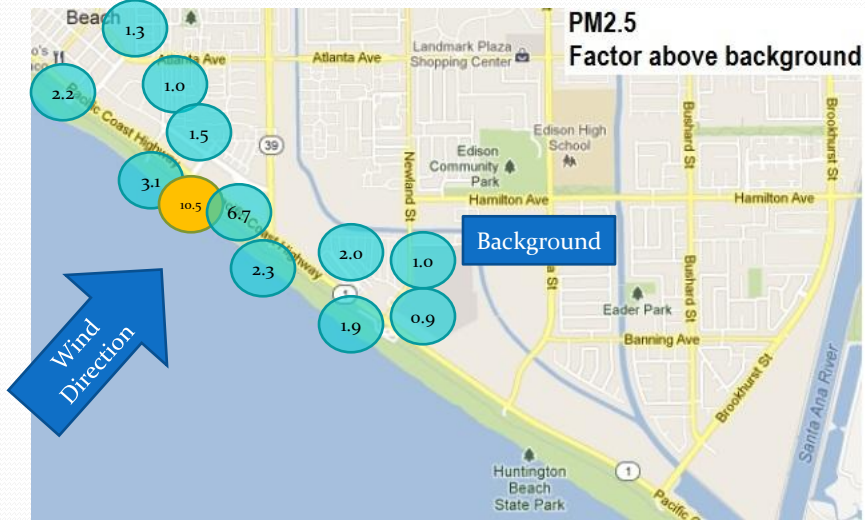 PM2.5
Factor above background
Beach
1.3
Atlanta Ave
Atlanta Ave
Landmark Plaza
Shopping Center
2.2
1.0
Pacific Coast Highway
1.5
39
Edison High
School
Edison
Community
Park
Newland St
Bushard St
Brookhurst St
3.1
10.5
6.7
Coast Highway
Hamilton Ave
Hamilton Ave
Background
2.0
1.0
2.3
1
1.9
0.9
St
Bushard St
Eader Park
Banning Ave
Brookhurst St
Santa Ana River
Wind
Direction
Huntington
Beach
State Park
1
Pacific